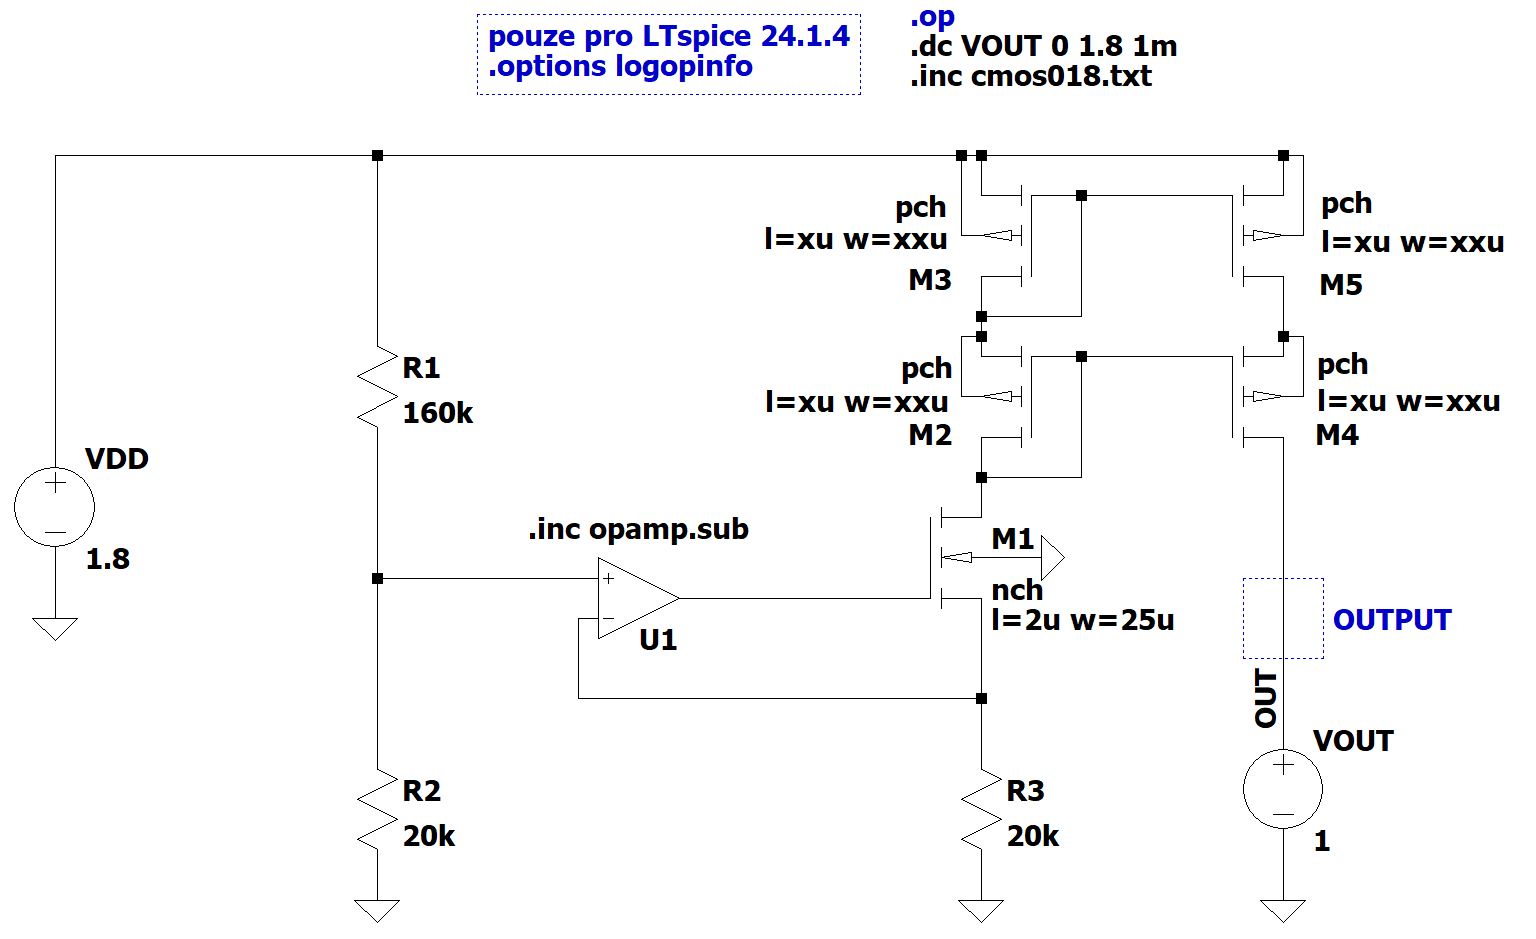 pouze pro LTspice 24.1.4
.options logopinfo
.op
.dc VOUT 0 1.8 1m
.inc cmos018.txt
pch
l=xu w=xxu
M3
pch
l=xu w=xxu
M5
R1
160k
pch
l=xu w=xxu
M2
pch
l=xu w=xxu
M4
VDD
+
−
1.8
.inc opamp.sub
+
−
U1
M1
nch
l=2u w=25u
OUTPUT
OUT
R2
20k
R3
20k
VOUT
+
−
1